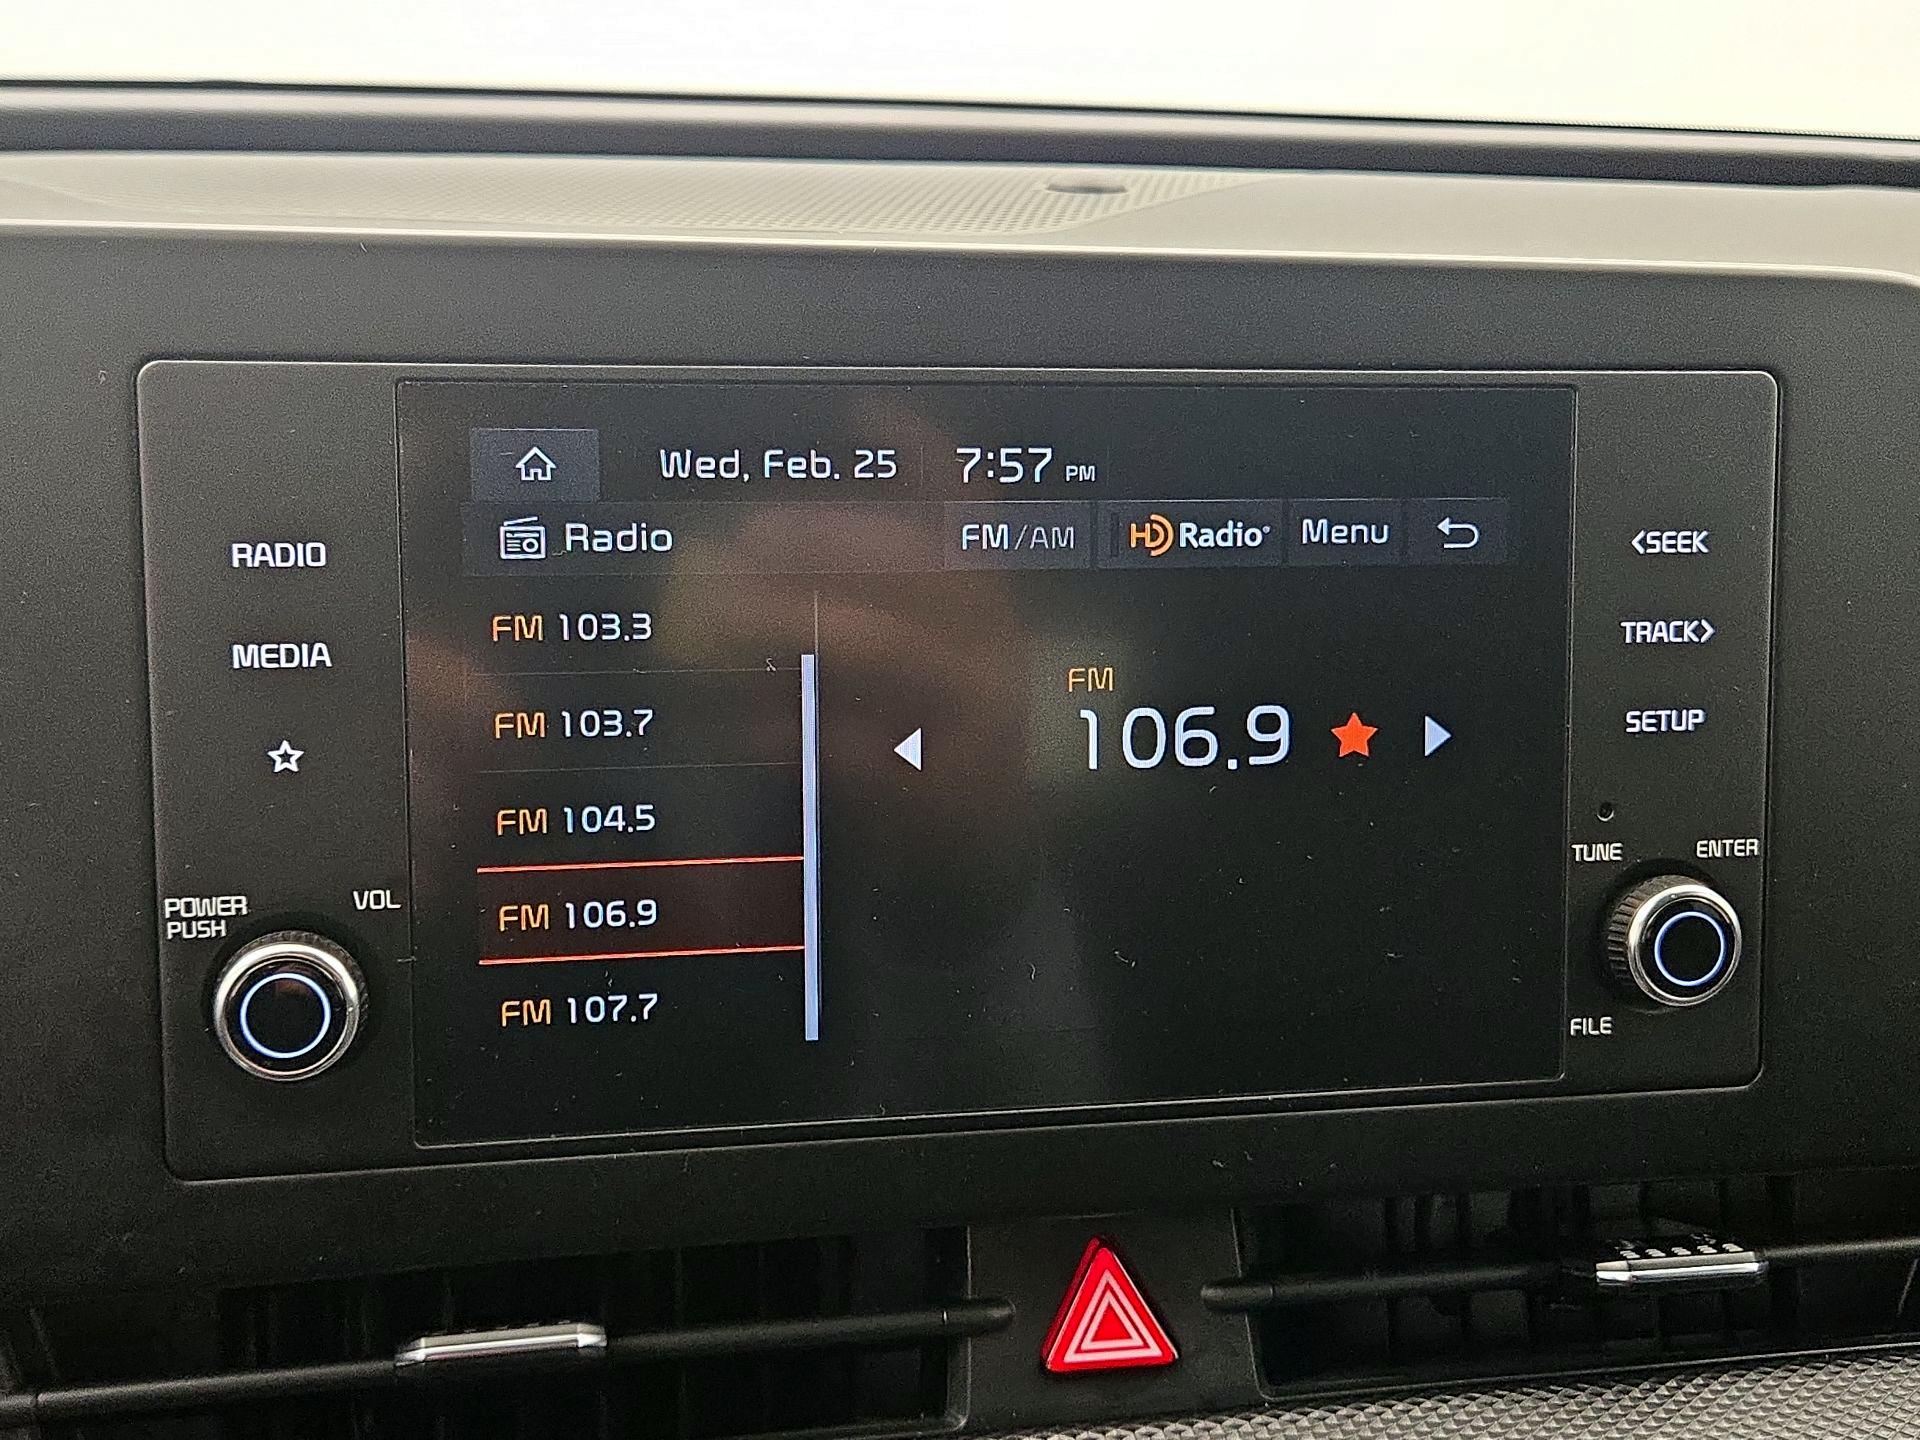 Wed, Feb. 25 7:57 PM
Radio FM/AM HD Radio® Menu
FM 103.3
FM 103.7
FM 104.5
FM 106.9
FM 107.7
FM
106.9
RADIO
MEDIA
POWER
PUSH
VOL
<SEEK
TRACK>
SETUP
TUNE
ENTER
FILE